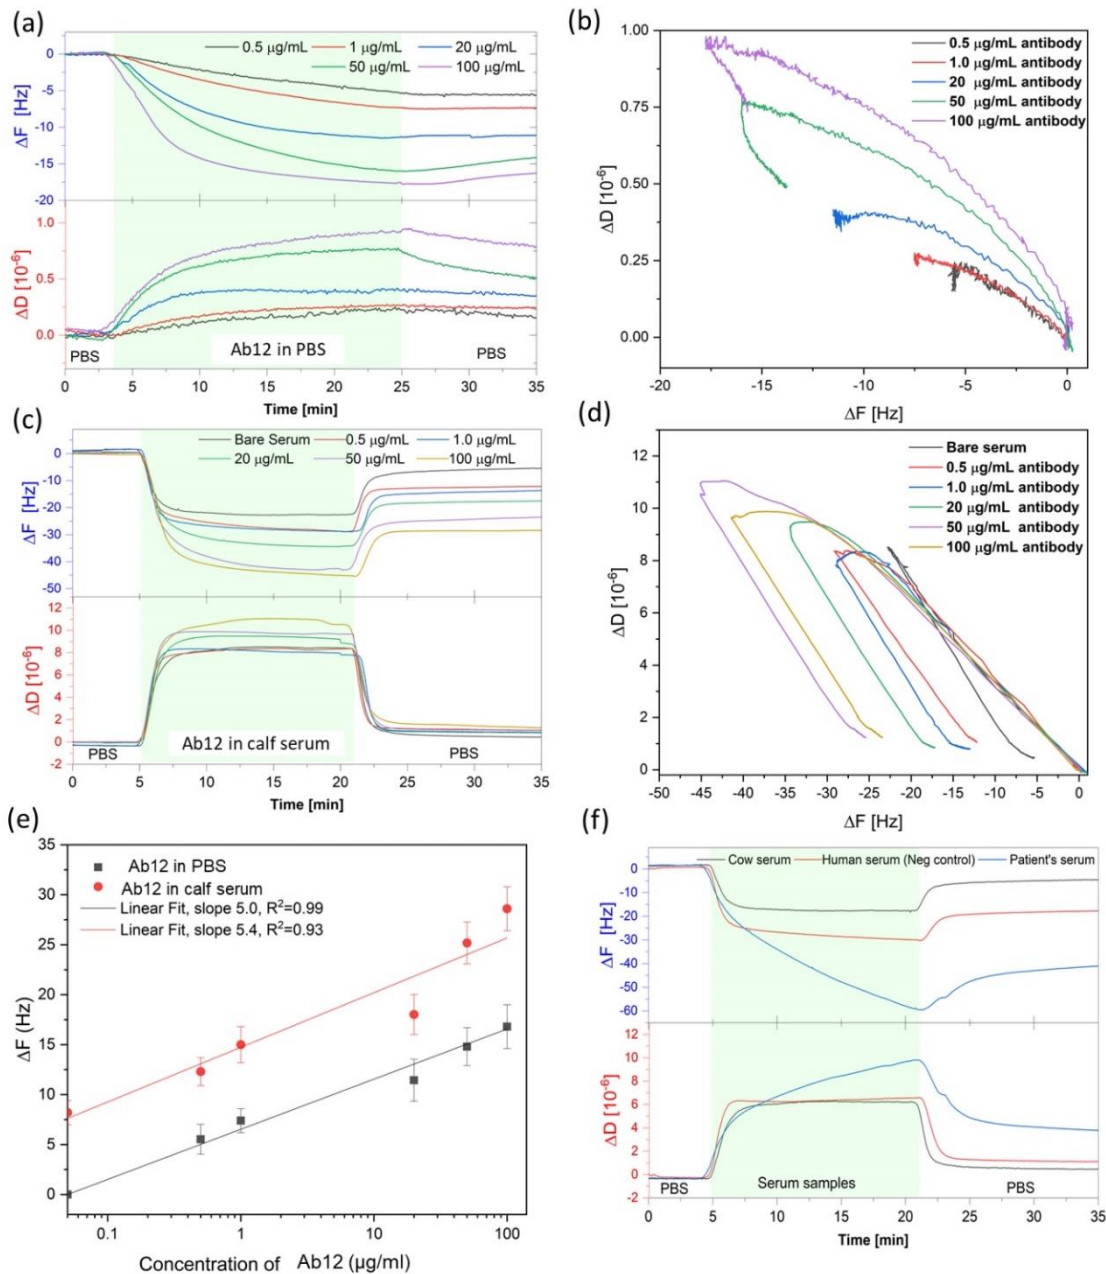 (a)
0.5 μg/mL 1 μg/mL 20 μg/mL
50 μg/mL 100 μg/mL
0
-5
-10
-15
-20
ΔF [Hz]
1.0
0.5
0.0
ΔD [10-6]
PBS Ab12 in PBS PBS
0 5 10 15 20 25 30 35
Time [min]
(b)
1.00
0.75
0.50
0.25
0.00
ΔD [10-6]
0.5 μg/mL antibody
1.0 μg/mL antibody
20 μg/mL antibody
50 μg/mL antibody
100 μg/mL antibody
-20 -15 -10 -5 0
ΔF [Hz]
(c)
Bare Serum 0.5 μg/mL 1.0 μg/mL
20 μg/mL 50 μg/mL 100 μg/mL
0
-10
-20
-30
-40
-50
ΔF [Hz]
12
10
8
6
4
2
0
-2
ΔD [10-6]
PBS Ab12 in calf serum PBS
0 5 10 15 20 25 30 35
Time [min]
(d)
12
10
8
6
4
2
0
ΔD [10-6]
Bare serum
0.5 μg/mL antibody
1.0 μg/mL antibody
20 μg/mL antibody
50 μg/mL antibody
100 μg/mL antibody
-50 -45 -40 -35 -30 -25 -20 -15 -10 -5 0
ΔF [Hz]
(e)
35
30
25
20
15
10
5
0
ΔF (Hz)
Ab12 in PBS
Ab12 in calf serum
Linear Fit, slope 5.0, R2=0.99
Linear Fit, slope 5.4, R2=0.93
0.1 1 10 100
Concentration of Ab12 (μg/ml)
(f)
Cow serum Human serum (Neg control) Patient's serum
0
-10
-20
-30
-40
-50
-60
ΔF [Hz]
12
10
8
6
4
2
0
-2
ΔD [10-6]
PBS Serum samples PBS
0 5 10 15 20 25 30 35
Time [min]